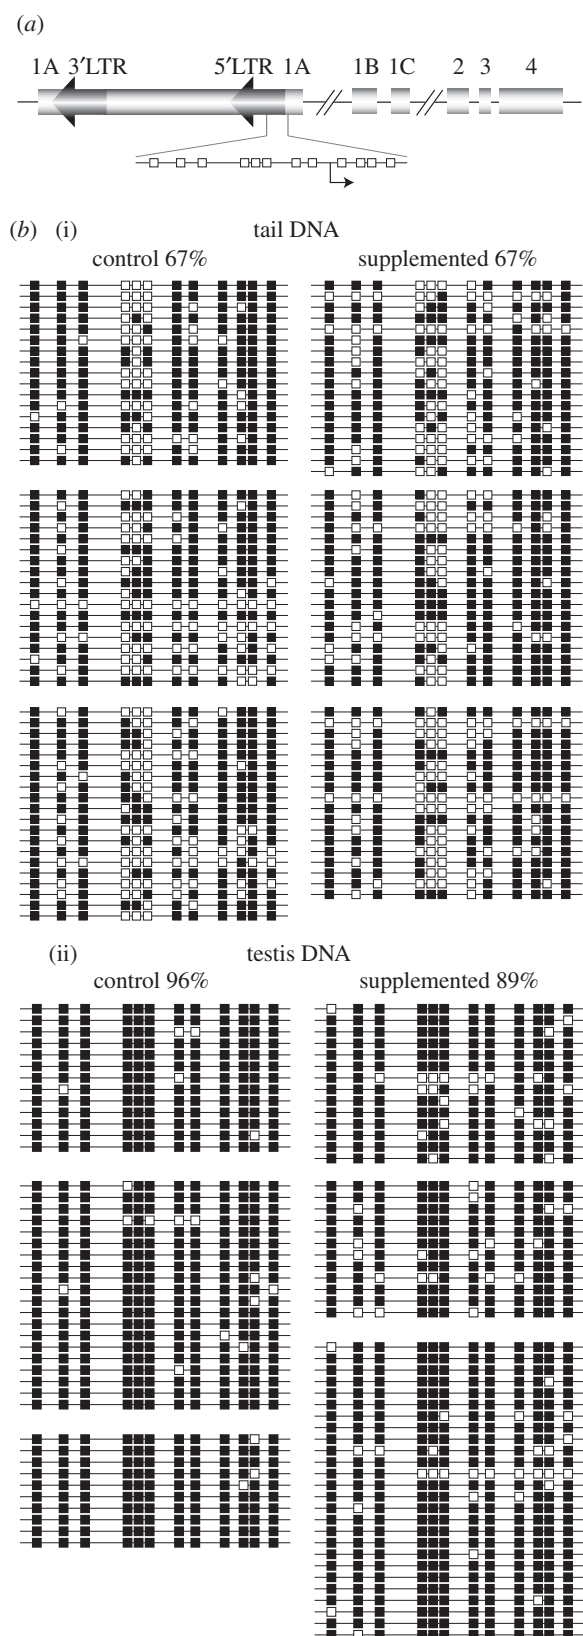 (a)
1A 3′LTR 5′LTR 1A 1B 1C 2 3 4
(b) (i) tail DNA
control 67% supplemented 67%
(ii) testis DNA
control 96% supplemented 89%